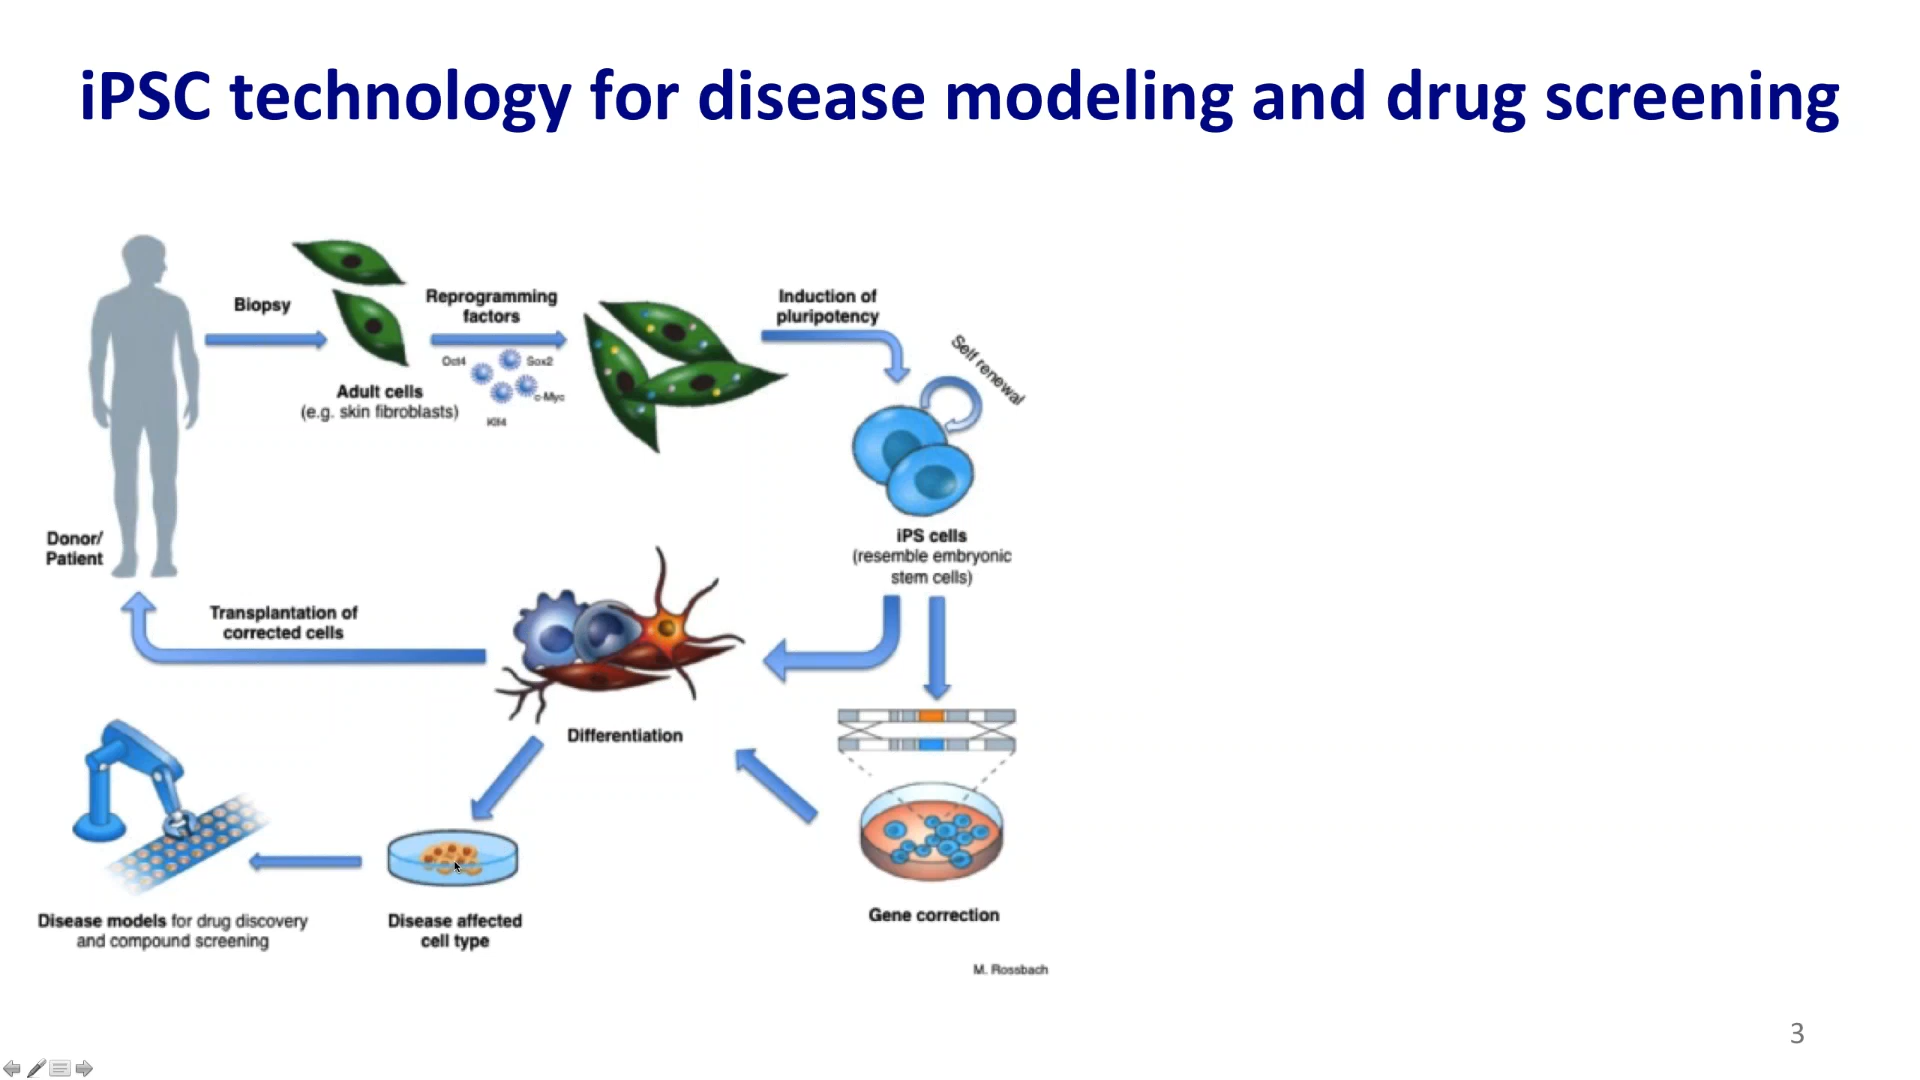 iPSC technology for disease modeling and drug screening
Biopsy
Reprogramming
factors
Induction of
pluripotency
Oct4
Sox2
c-Myc
Klf4
Self renewal
Adult cells
(e.g. skin fibroblasts)
Donor/
Patient
iPS cells
(resemble embryonic
stem cells)
Transplantation of
corrected cells
Differentiation
Disease models for drug discovery
and compound screening
Disease affected
cell type
Gene correction
M. Rossbach
3